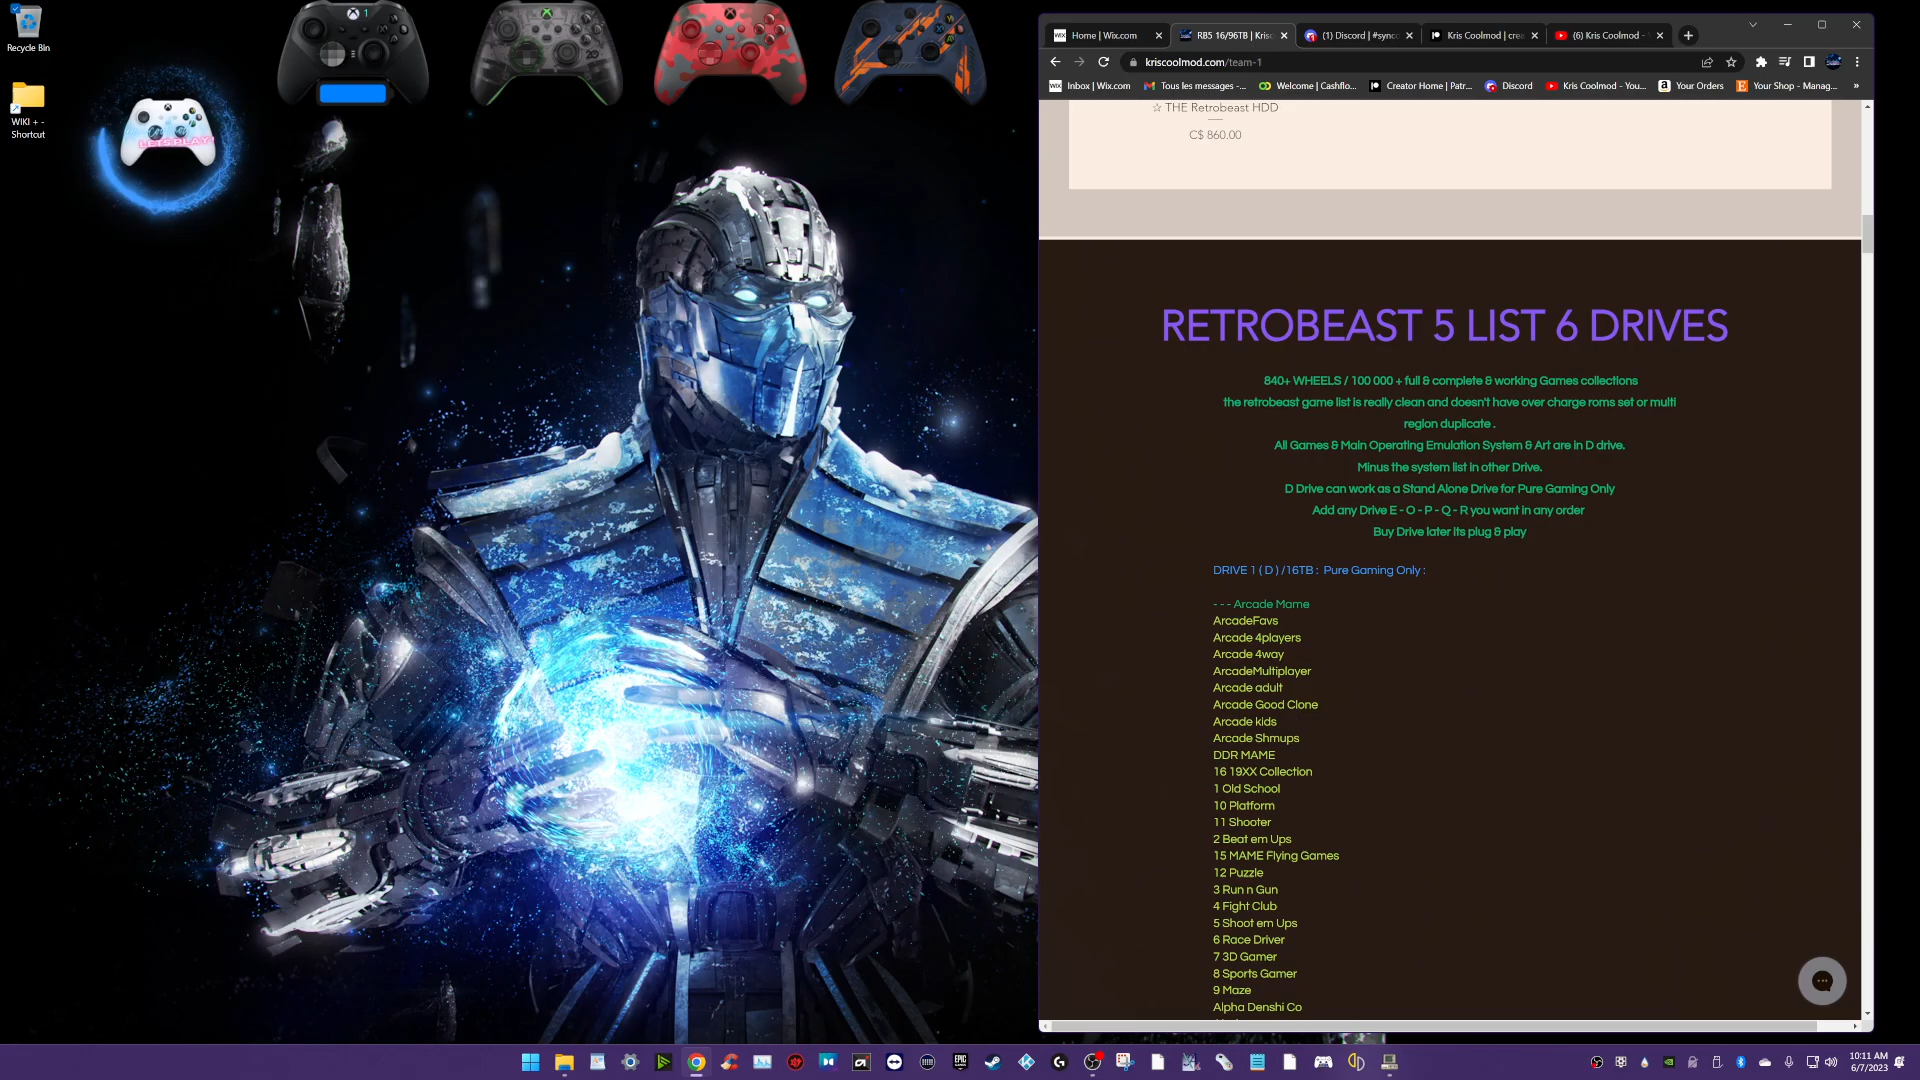 Recycle Bin
WIKI + -
Shortcut
1
20
LETS PLAY!
Home | Wix.com
RB5 16/96TB | Kris
(1) Discord | #sync
Kris Coolmod | crea
(6) Kris Coolmod -
kriscoolmod.com/team-1
Inbox | Wix.com
Tous les messages -...
Welcome | Cashflo...
Creator Home | Patr...
Discord
Kris Coolmod - You...
Your Orders
Your Shop - Manag...
»
☆ THE Retrobeast HDD
C$ 860.00
RETROBEAST 5 LIST 6 DRIVES
840+ WHEELS / 100 000 + full & complete & working Games collections
the retrobeast game list is really clean and doesn't have over charge roms set or multi
region duplicate .
All Games & Main Operating Emulation System & Art are in D drive.
Minus the system list in other Drive.
D Drive can work as a Stand Alone Drive for Pure Gaming Only
Add any Drive E - O - P - Q - R you want in any order
Buy Drive later its plug & play
DRIVE 1 ( D ) /16TB :  Pure Gaming Only :
- - - Arcade Mame
ArcadeFavs
Arcade 4players
Arcade 4way
ArcadeMultiplayer
Arcade adult
Arcade Good Clone
Arcade kids
Arcade Shmups
DDR MAME
16 19XX Collection
1 Old School
10 Platform
11 Shooter
2 Beat em Ups
15 MAME Flying Games
12 Puzzle
3 Run n Gun
4 Fight Club
5 Shoot em Ups
6 Race Driver
7 3D Gamer
8 Sports Gamer
9 Maze
Alpha Denshi Co
10:11 AM
6/7/2023